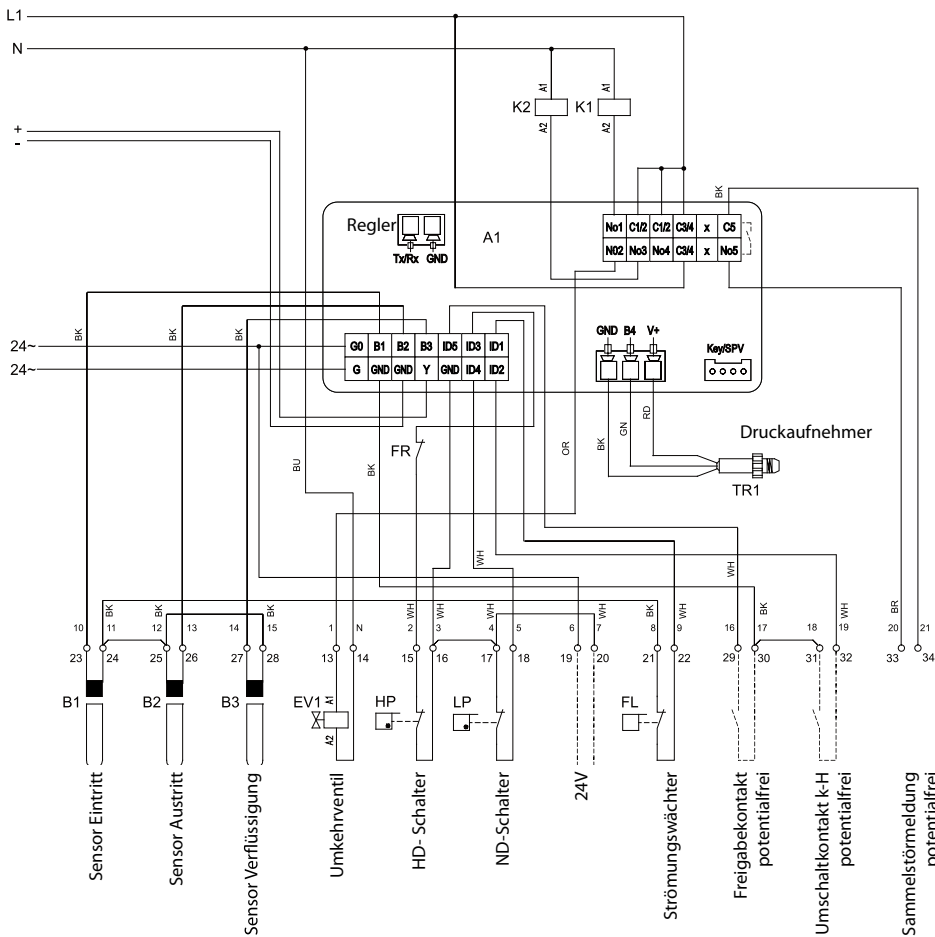 L1
N
+
-
A1
A1
K2 K1
A2
A2
BK
Regler
A1
Tx/Rx GND
No1 C1/2 C1/2 C3/4 x C5
N02 No3 No4 C3/4 x No5
GND B4 V+
Key/SPV
BK BK BK
24~
24~
G0 B1 B2 B3 ID5 ID3 ID1
G GND GND Y GND ID4 ID2
BU BK FR OR BK GN RD
Druckaufnehmer
TR1
BK BK BK WH WH WH WH BK WH WH BK WH BR
10 11 12 13 14 15 1 N 2 3 4 5 6 7 8 9 16 17 18 19 20 21
23 24 25 26 27 28 13 14 15 16 17 18 19 20 21 22 29 30 31 32 33 34
B1 B2 B3 EV1 A1 A2 HP LP FL
Sensor Eintritt
Sensor Austritt
Sensor Verflüssigung
Umkehrventil
HD- Schalter
ND-Schalter
24V
Strömungswächter
Freigabekontakt
potentialfrei
Umschaltkontakt k-H
potentialfrei
Sammelstörmeldung
potentialfrei